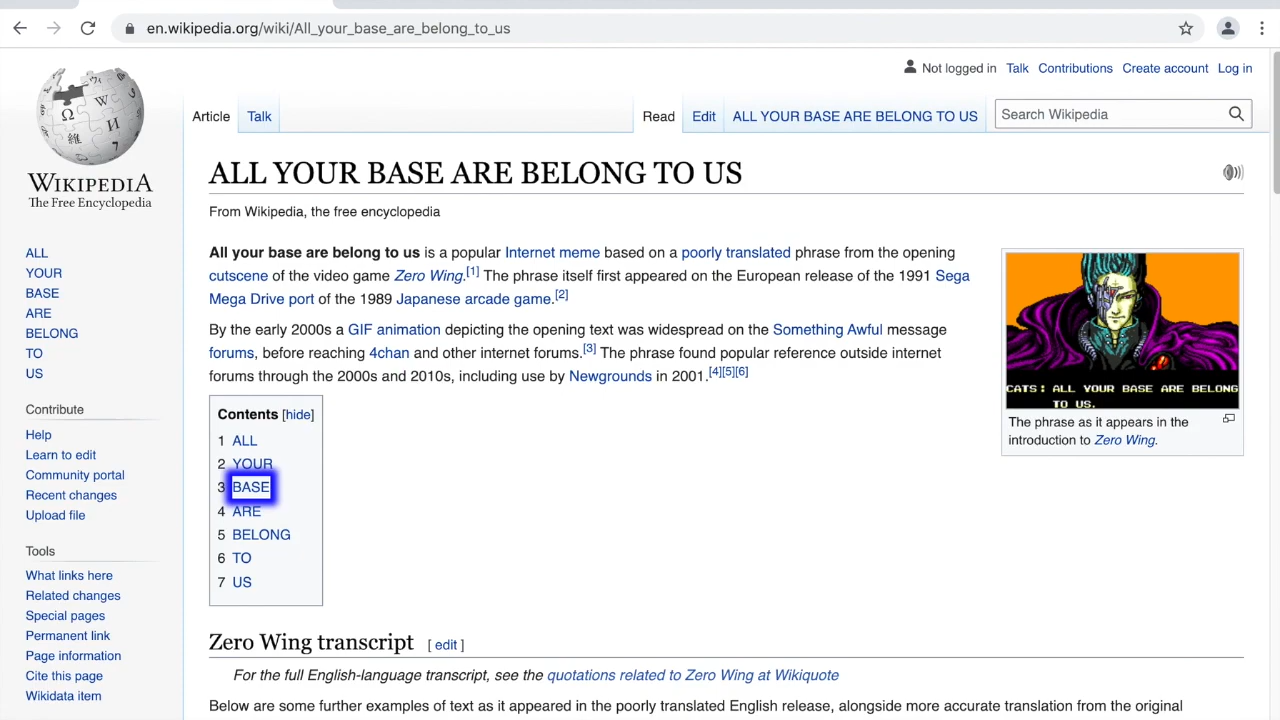 en.wikipedia.org/wiki/All_your_base_are_belong_to_us
Not logged in Talk Contributions Create account Log in
Article Talk Read Edit ALL YOUR BASE ARE BELONG TO US Search Wikipedia
WIKIPEDIA
The Free Encyclopedia
ALL
YOUR
BASE
ARE
BELONG
TO
US
Contribute
Help
Learn to edit
Community portal
Recent changes
Upload file
Tools
What links here
Related changes
Special pages
Permanent link
Page information
Cite this page
Wikidata item
ALL YOUR BASE ARE BELONG TO US
From Wikipedia, the free encyclopedia
All your base are belong to us is a popular Internet meme based on a poorly translated phrase from the opening
cutscene of the video game Zero Wing.[1] The phrase itself first appeared on the European release of the 1991 Sega
Mega Drive port of the 1989 Japanese arcade game.[2]
By the early 2000s a GIF animation depicting the opening text was widespread on the Something Awful message
forums, before reaching 4chan and other internet forums.[3] The phrase found popular reference outside internet
forums through the 2000s and 2010s, including use by Newgrounds in 2001.[4][5][6]
CATS: ALL YOUR BASE ARE BELONG
TO US.
The phrase as it appears in the
introduction to Zero Wing.
Contents [hide]
1 ALL
2 YOUR
3 BASE
4 ARE
5 BELONG
6 TO
7 US
Zero Wing transcript [ edit ]
For the full English-language transcript, see the quotations related to Zero Wing at Wikiquote
Below are some further examples of text as it appeared in the poorly translated English release, alongside more accurate translation from the original